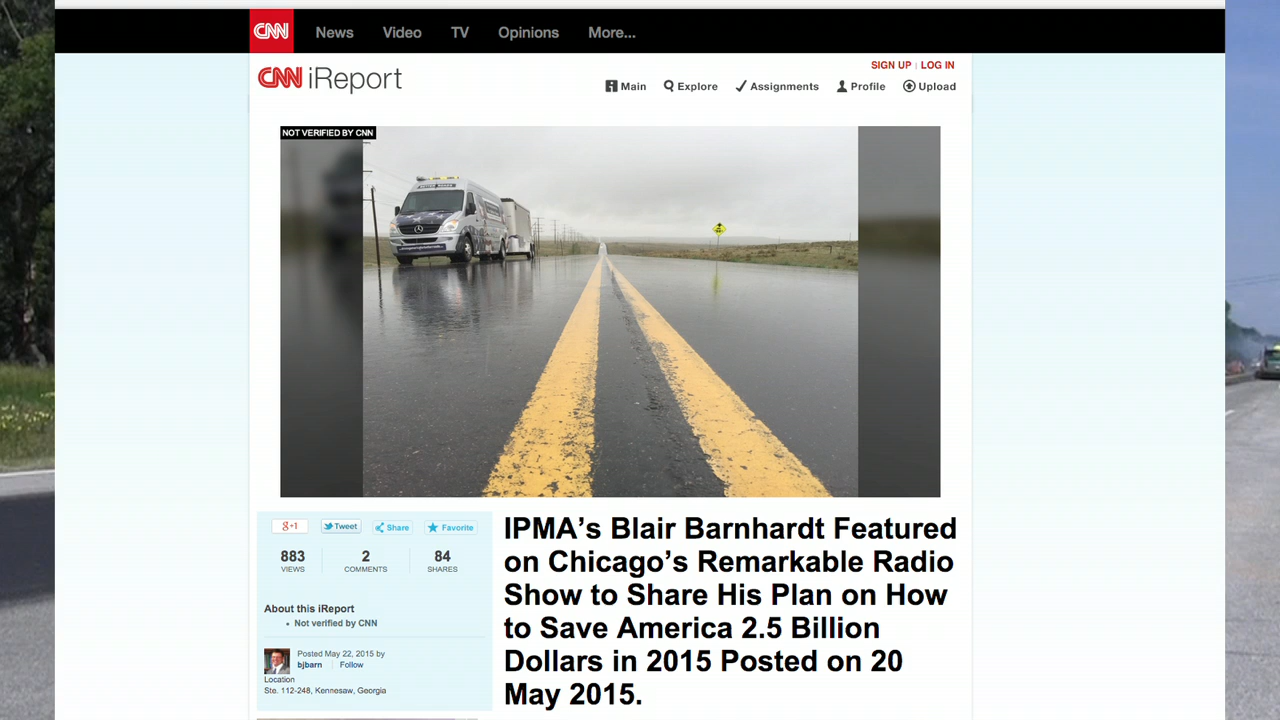 CNN News Video TV Opinions More...
SIGN UP | LOG IN
CNN iReport
Main Explore Assignments Profile Upload
NOT VERIFIED BY CNN
g+1 Tweet Share Favorite
883 2 84
VIEWS COMMENTS SHARES
About this iReport
• Not verified by CNN
Posted May 22, 2015 by
bjbarn Follow
Location
Ste. 112-248, Kennesaw, Georgia
IPMA’s Blair Barnhardt Featured
on Chicago’s Remarkable Radio
Show to Share His Plan on How
to Save America 2.5 Billion
Dollars in 2015 Posted on 20
May 2015.